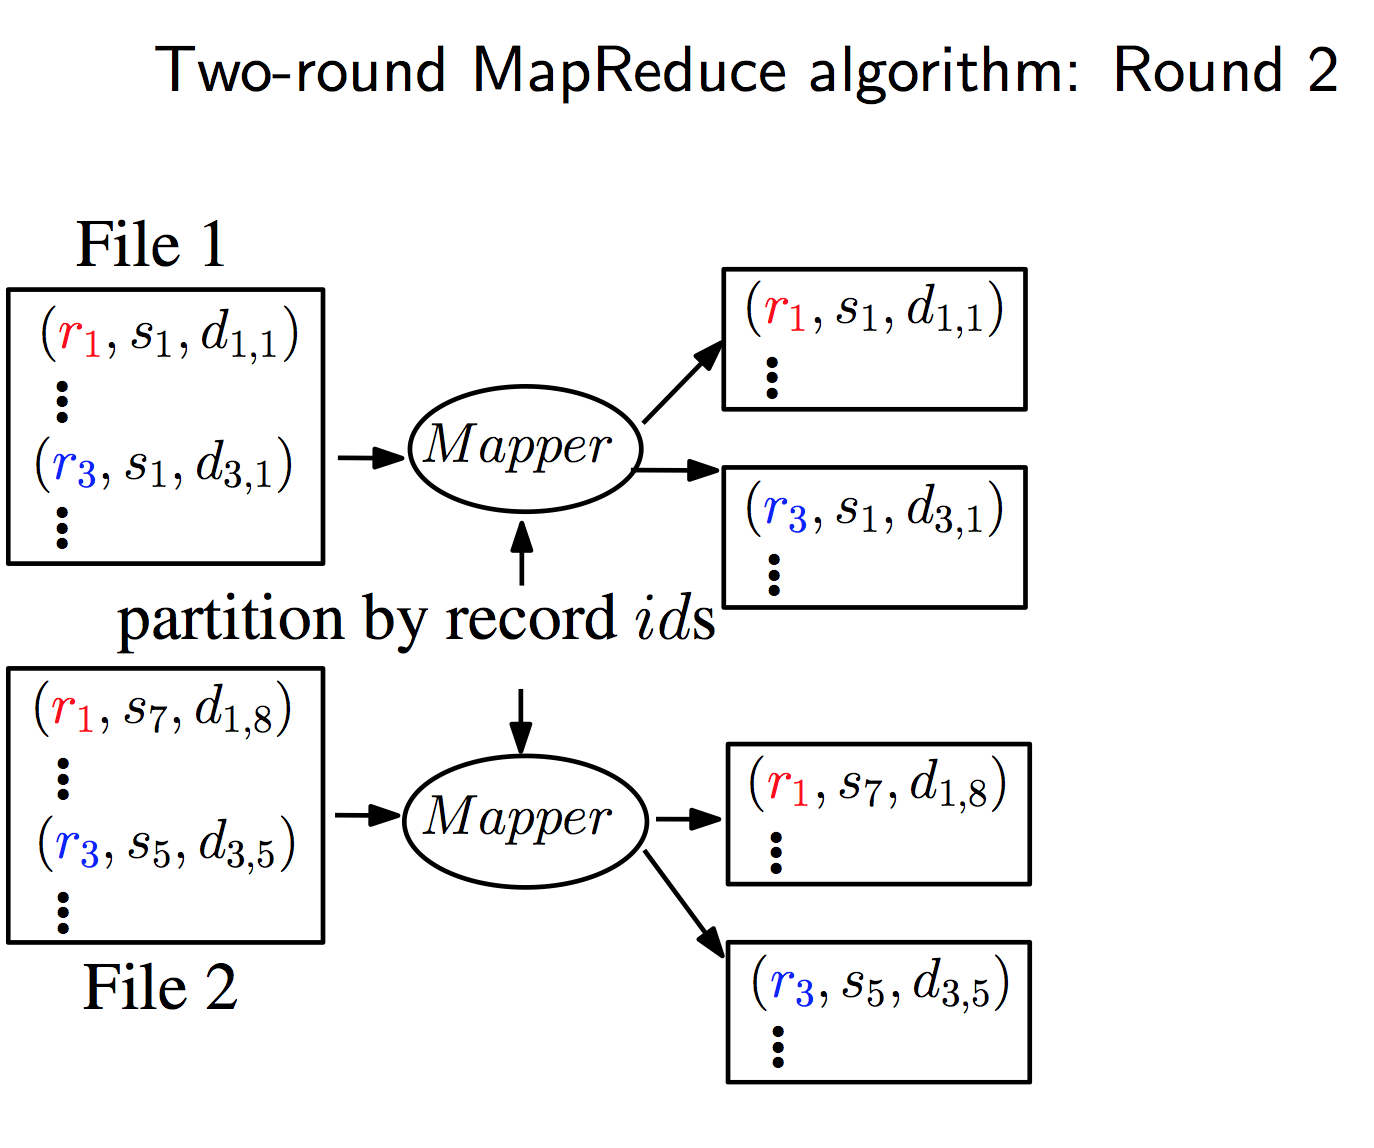 Two-round MapReduce algorithm: Round 2
File 1
(r₁, s₁, d₁,₁)
⋮
(r₃, s₁, d₃,₁)
⋮
Mapper
(r₁, s₁, d₁,₁)
⋮
(r₃, s₁, d₃,₁)
⋮
partition by record ids
(r₁, s₇, d₁,₈)
⋮
(r₃, s₅, d₃,₅)
⋮
File 2
Mapper
(r₁, s₇, d₁,₈)
⋮
(r₃, s₅, d₃,₅)
⋮